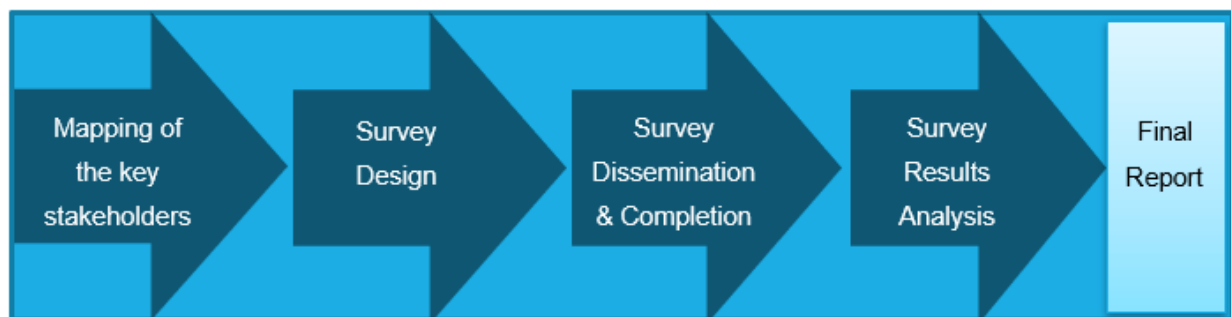 Mapping of
the key
stakeholders
Survey
Design
Survey
Dissemination
& Completion
Survey
Results
Analysis
Final
Report